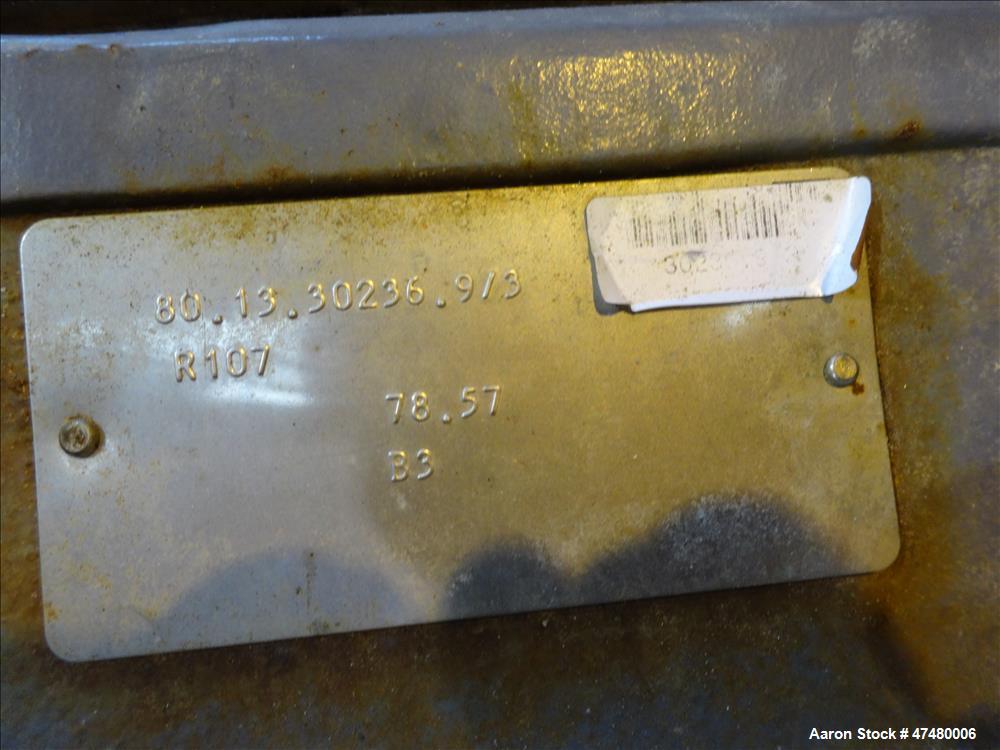 80.13.30236.9/3
R107
78.57
B3
Aaron Stock # 47480006